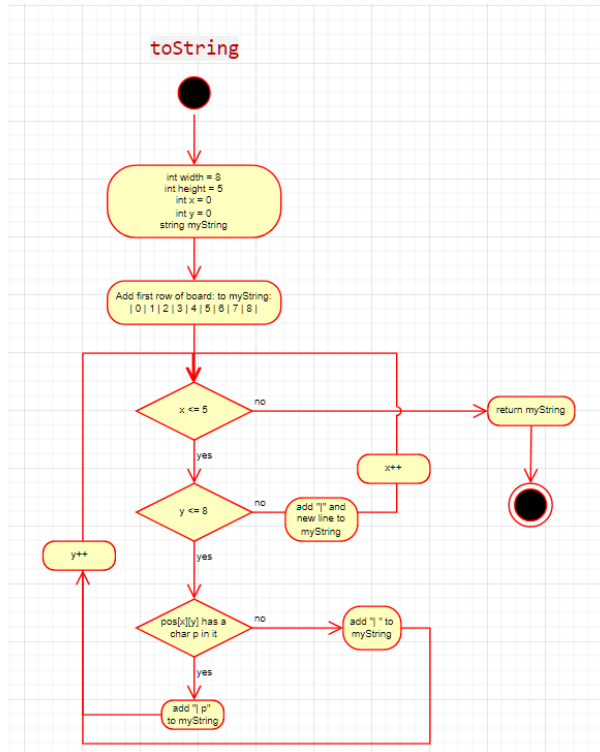 toString
int width = 8
int height = 5
int x = 0
int y = 0
string myString
Add first row of board: to myString:
| 0 | 1 | 2 | 3 | 4 | 5 | 6 | 7 | 8 |
x <= 5
no
return myString
yes
x++
y <= 8
no
add "|" and
new line to
myString
y++
yes
pos[x][y] has a
char p in it
no
add "| " to
myString
yes
add "| p"
to myString